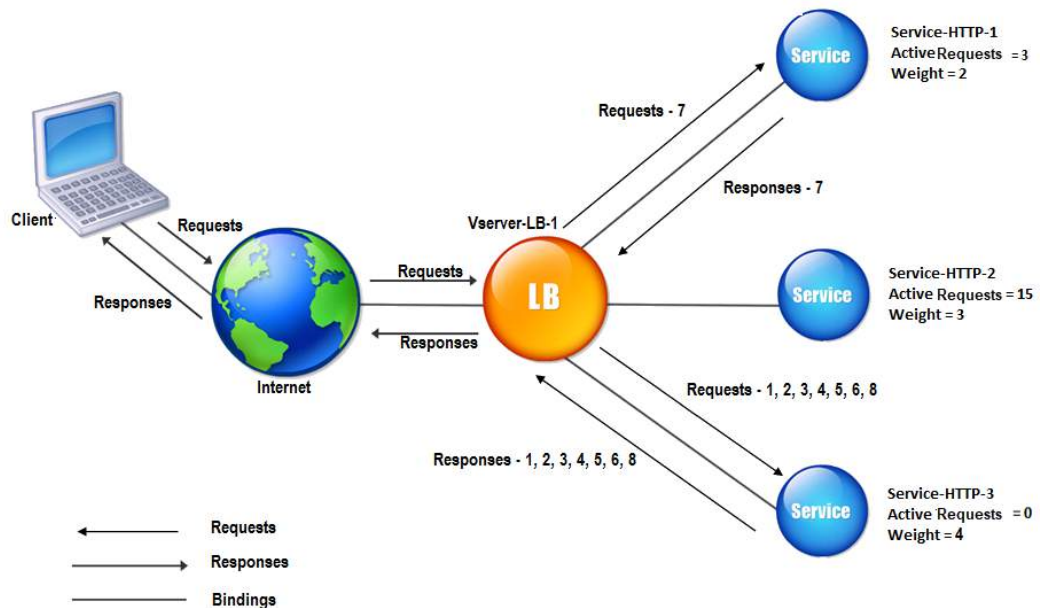 Service-HTTP-1
Active Requests = 3
Weight = 2
Service
Requests - 7
Responses - 7
Client
Requests
Responses
Internet
Requests
Responses
Vserver-LB-1
LB
Service
Service-HTTP-2
Active Requests = 15
Weight = 3
Requests - 1, 2, 3, 4, 5, 6, 8
Responses - 1, 2, 3, 4, 5, 6, 8
Service
Service-HTTP-3
Active Requests = 0
Weight = 4
Requests
Responses
Bindings